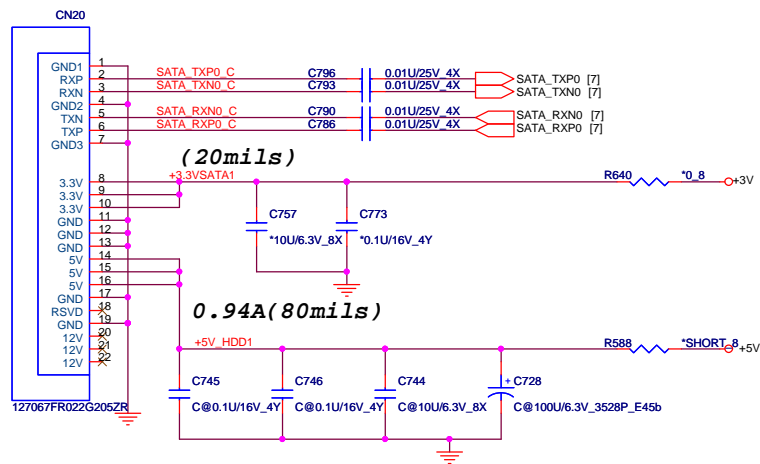 CN20
GND1 1
RXP 2 SATA_TXP0_C C796 0.01U/25V_4X SATA_TXP0 [7]
RXN 3 SATA_TXN0_C C793 0.01U/25V_4X SATA_TXN0 [7]
GND2 4
TXN 5 SATA_RXN0_C C790 0.01U/25V_4X SATA_RXN0 [7]
TXP 6 SATA_RXP0_C C786 0.01U/25V_4X SATA_RXP0 [7]
GND3 7
(20mils)
3.3V 8 +3.3VSATA1 R640 *0_8 +3V
3.3V 9
3.3V 10
GND 11
GND 12
GND 13
C757 C773
*10U/6.3V_8X *0.1U/16V_4Y
5V 14
5V 15
5V 16
GND 17
RSVD 18
GND 19
12V 20
12V 21
12V 22
0.94A(80mils)
+5V_HDD1 R588 *SHORT_8 +5V
C745 C746 C744 + C728
C@0.1U/16V_4Y C@0.1U/16V_4Y C@10U/6.3V_8X C@100U/6.3V_3528P_E45b
127067FR022G205ZR